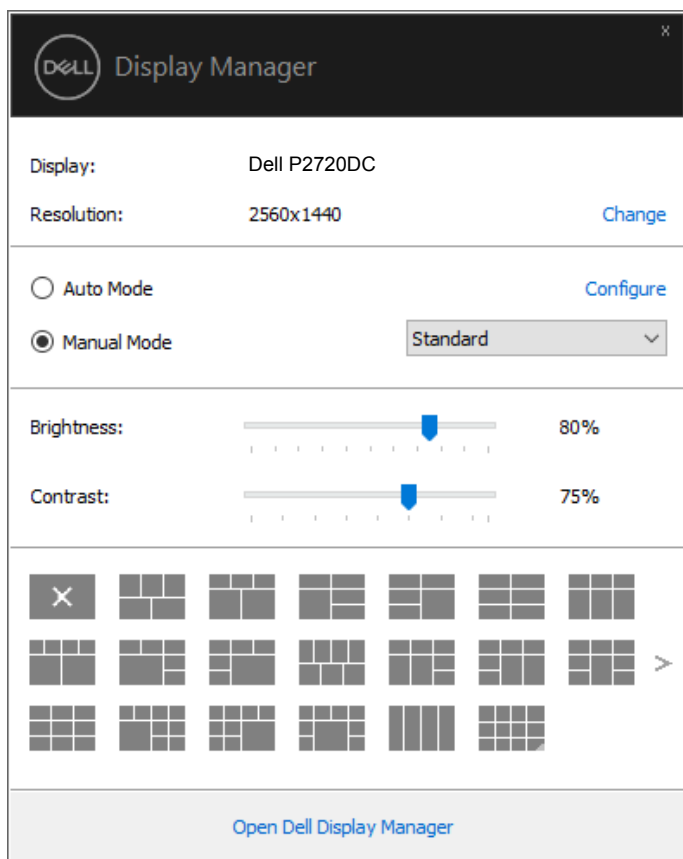 x
DELL Display Manager
Display: Dell P2720DC
Resolution: 2560x1440 Change
Auto Mode Configure
Manual Mode Standard
Brightness: 80%
Contrast: 75%
Open Dell Display Manager